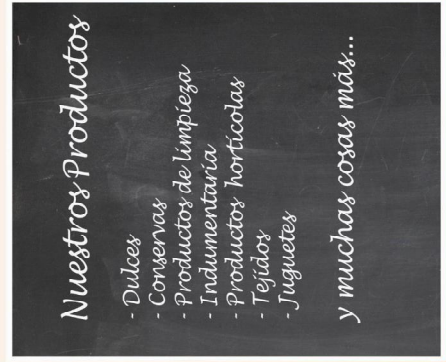 Nuestros Productos
- Dulces
- Conservas
- Productos de limpieza
- Indumentaria
- Productos hortícolas
- Tejidos
- Juguetes
y muchas cosas más...